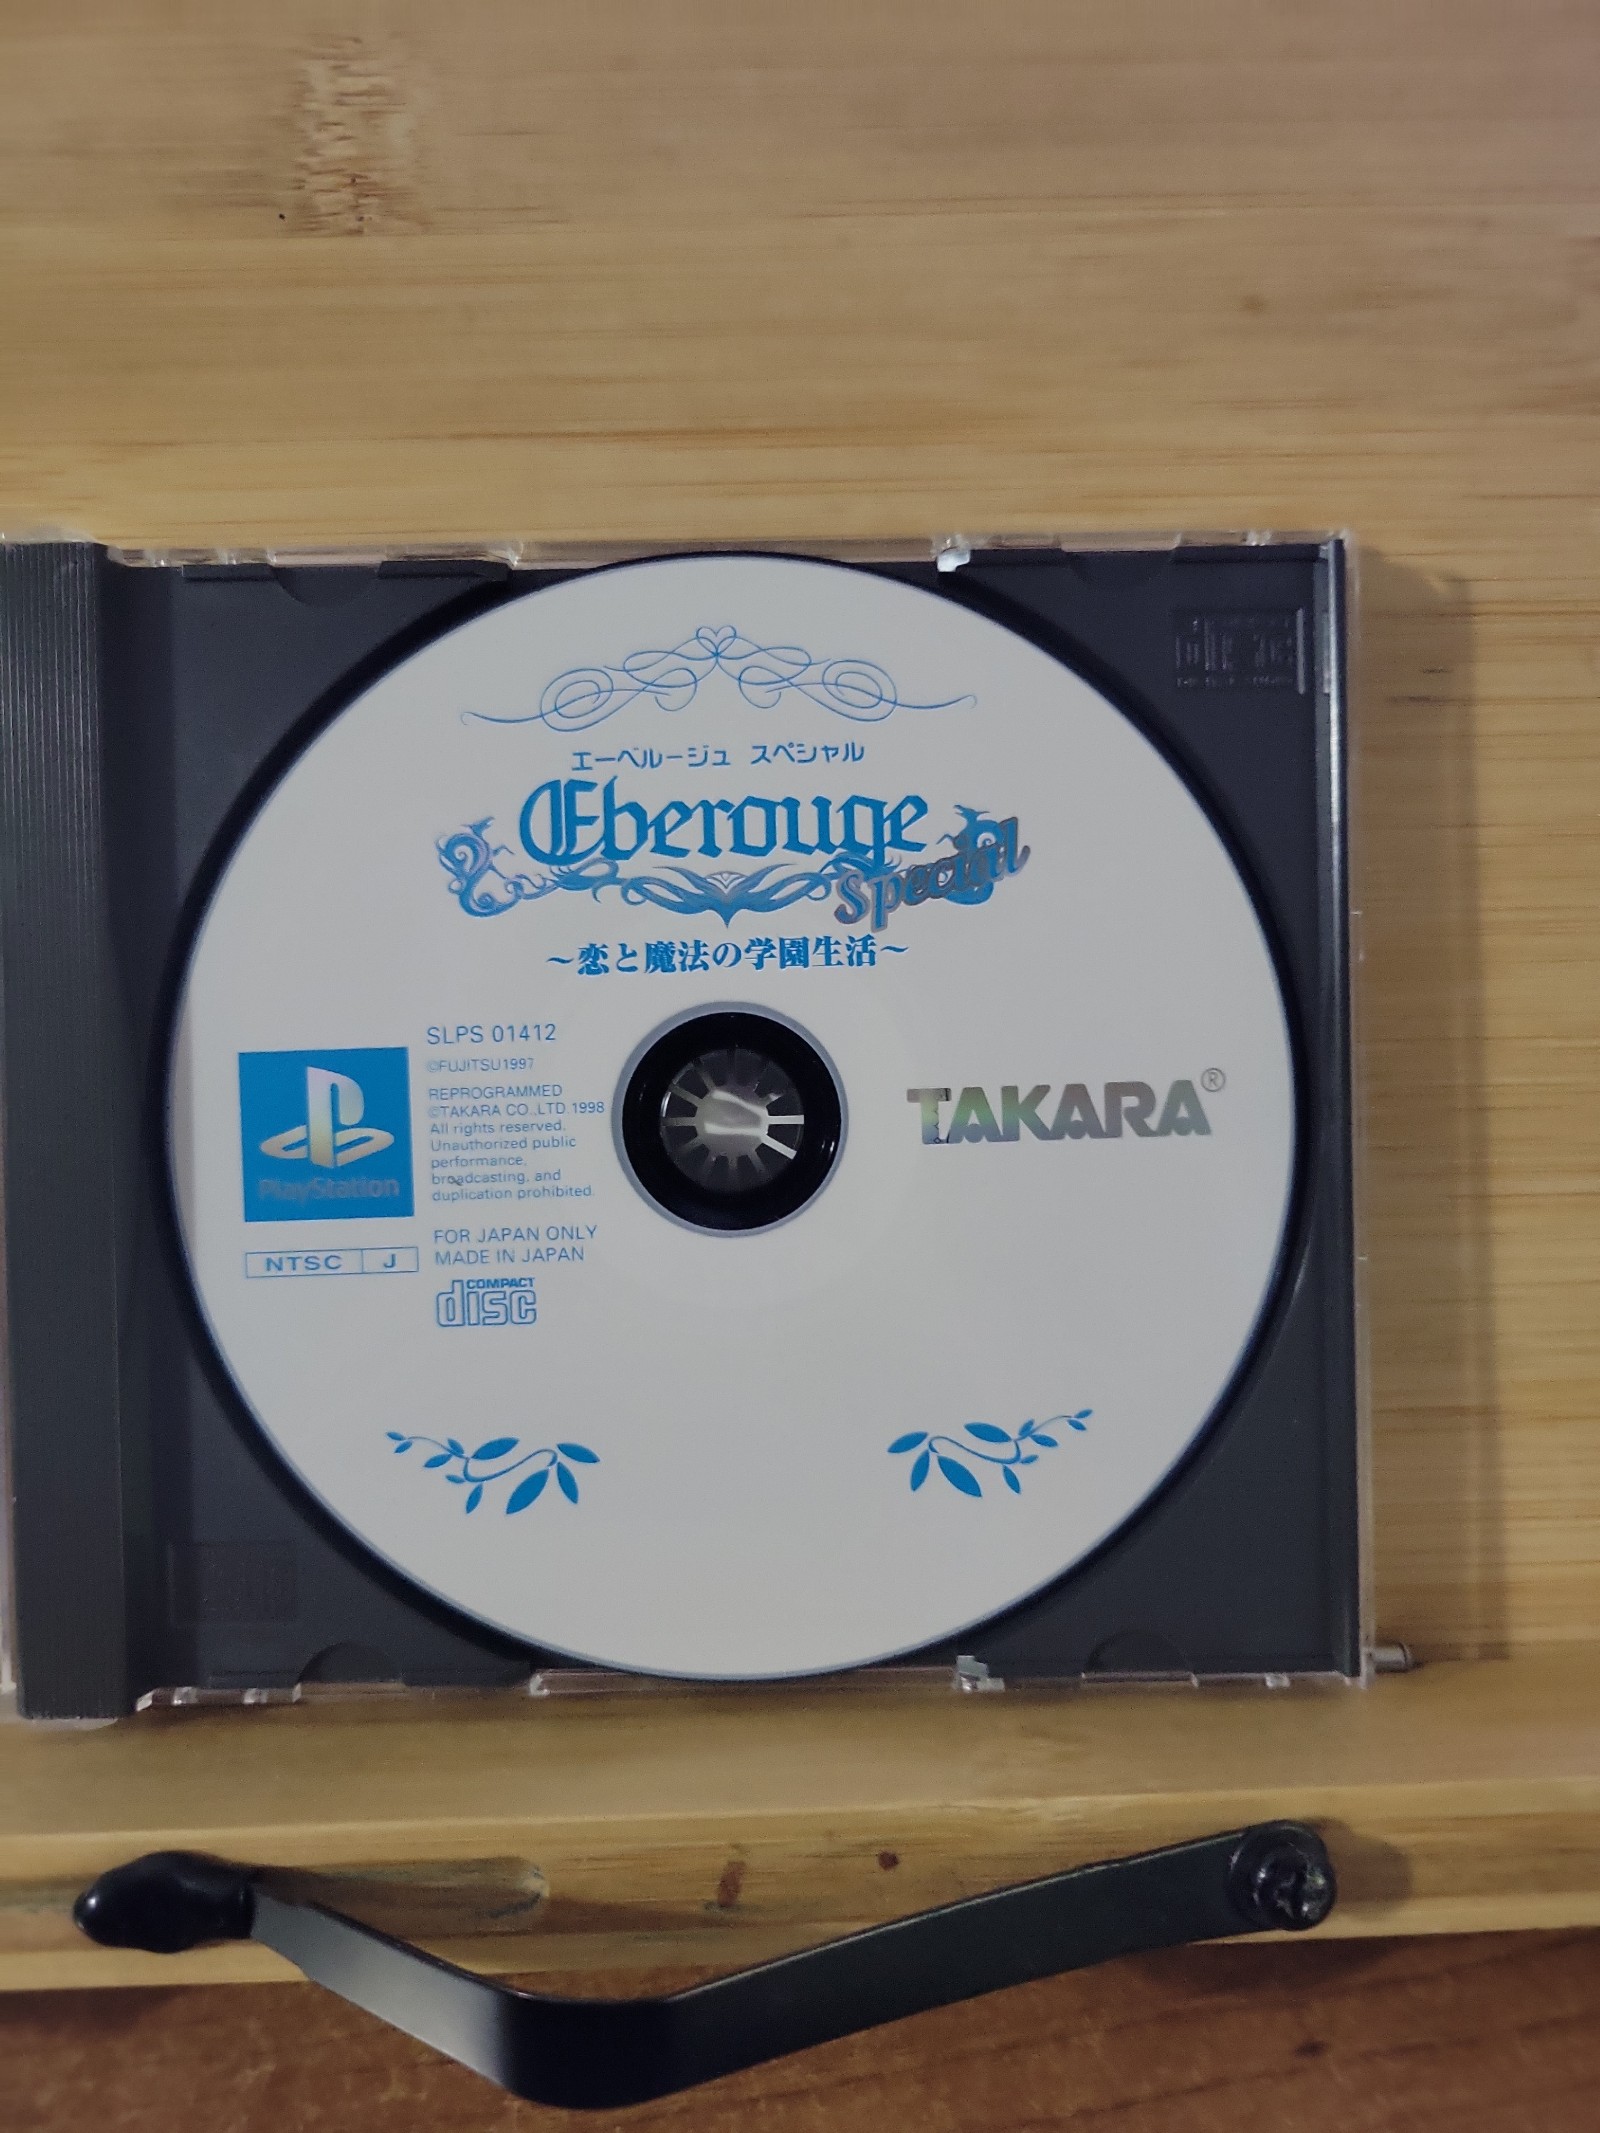 エーベルージュ スペシャル
Eberouge
Special
～恋と魔法の学園生活～
SLPS 01412
©FUJITSU1997
REPROGRAMMED
©TAKARA CO.,LTD.1998
All rights reserved.
Unauthorized public
performance,
broadcasting, and
duplication prohibited.
PlayStation
TAKARA®
FOR JAPAN ONLY
MADE IN JAPAN
NTSC J
COMPACT
disc